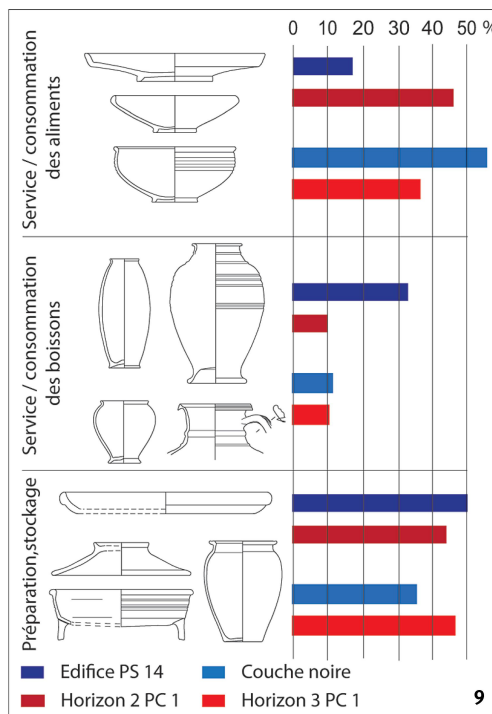 0 10 20 30 40 50 %
Service / consommation
des aliments
Service / consommation
des boissons
Préparation,stockage
Edifice PS 14
Couche noire
Horizon 2 PC 1
Horizon 3 PC 1
9